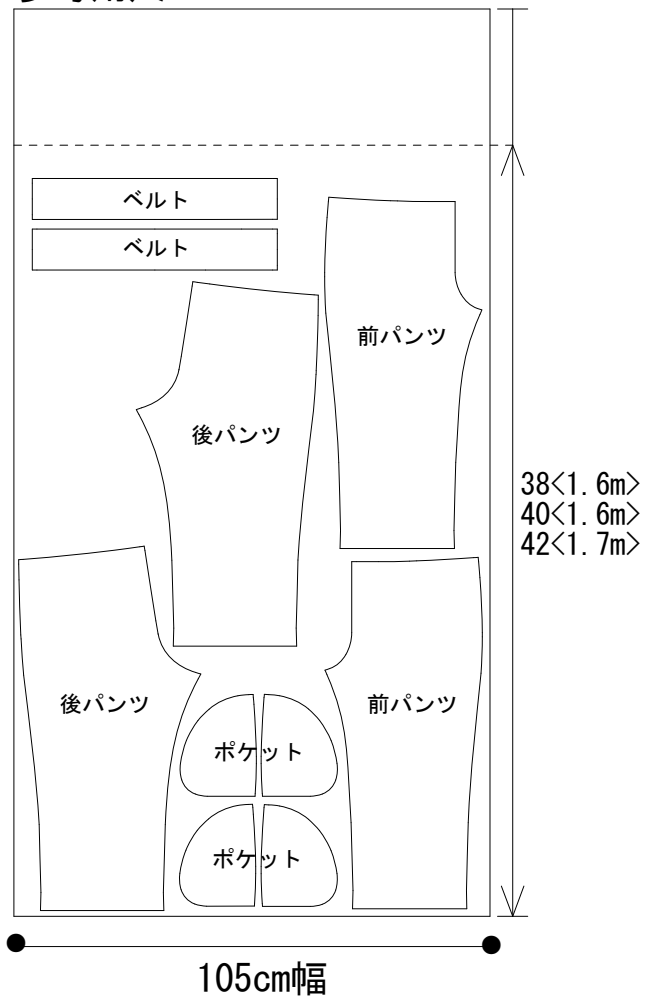 ベルト
ベルト
前パンツ
後パンツ
38<1.6m>
40<1.6m>
42<1.7m>
後パンツ
前パンツ
ポケット
ポケット
105cm幅